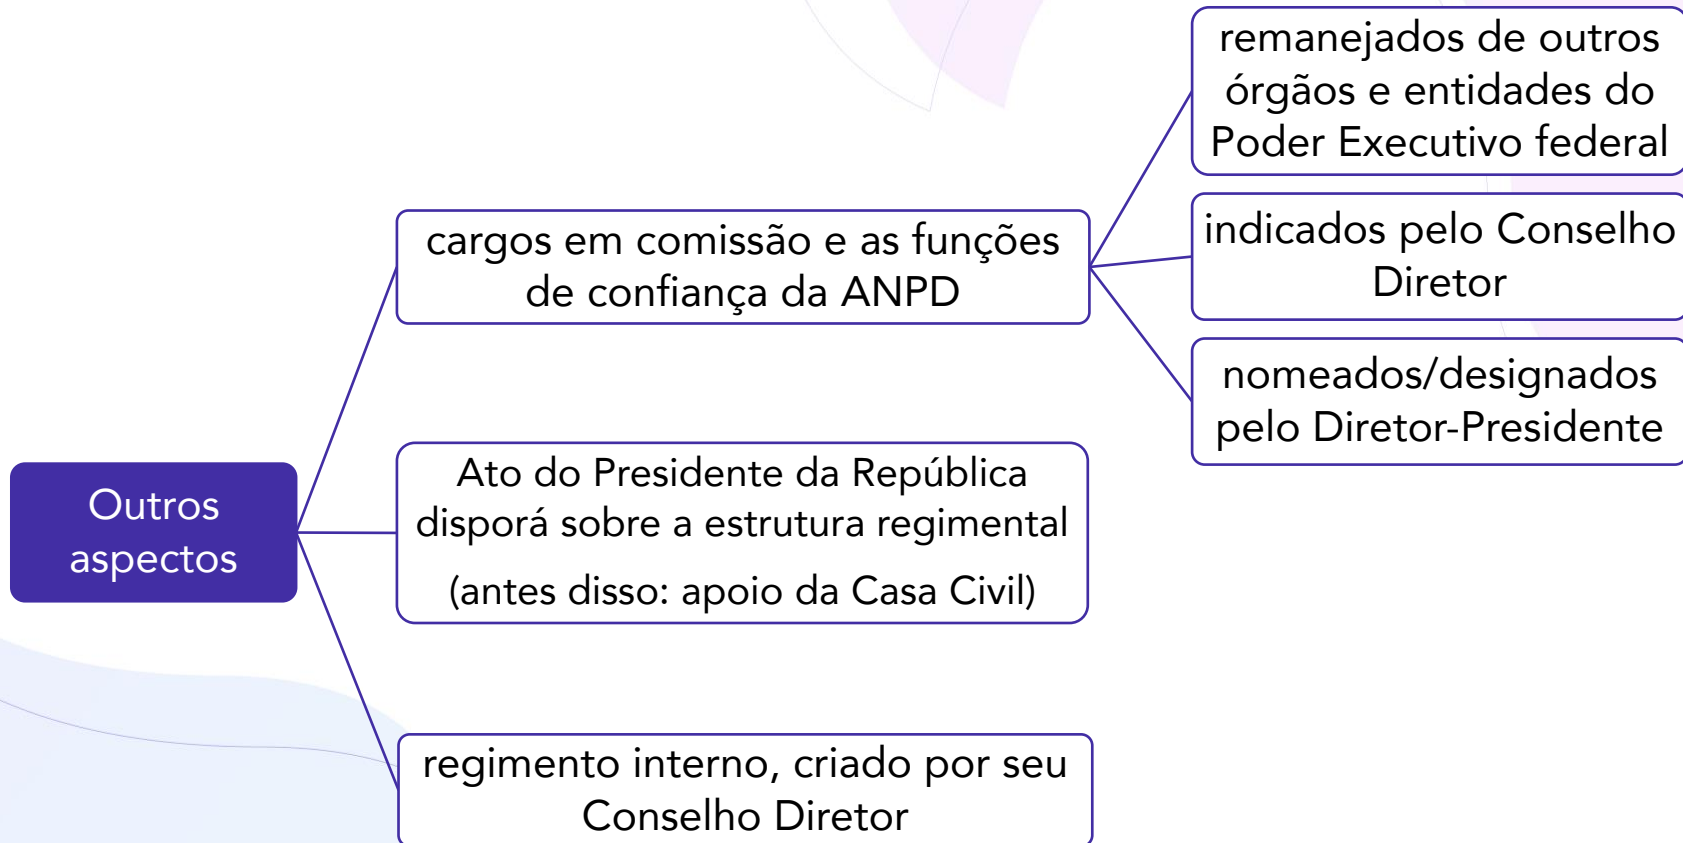 Outros
aspectos
cargos em comissão e as funções
de confiança da ANPD
remanejados de outros
órgãos e entidades do
Poder Executivo federal
indicados pelo Conselho
Diretor
nomeados/designados
pelo Diretor-Presidente
Ato do Presidente da República
disporá sobre a estrutura regimental
(antes disso: apoio da Casa Civil)
regimento interno, criado por seu
Conselho Diretor